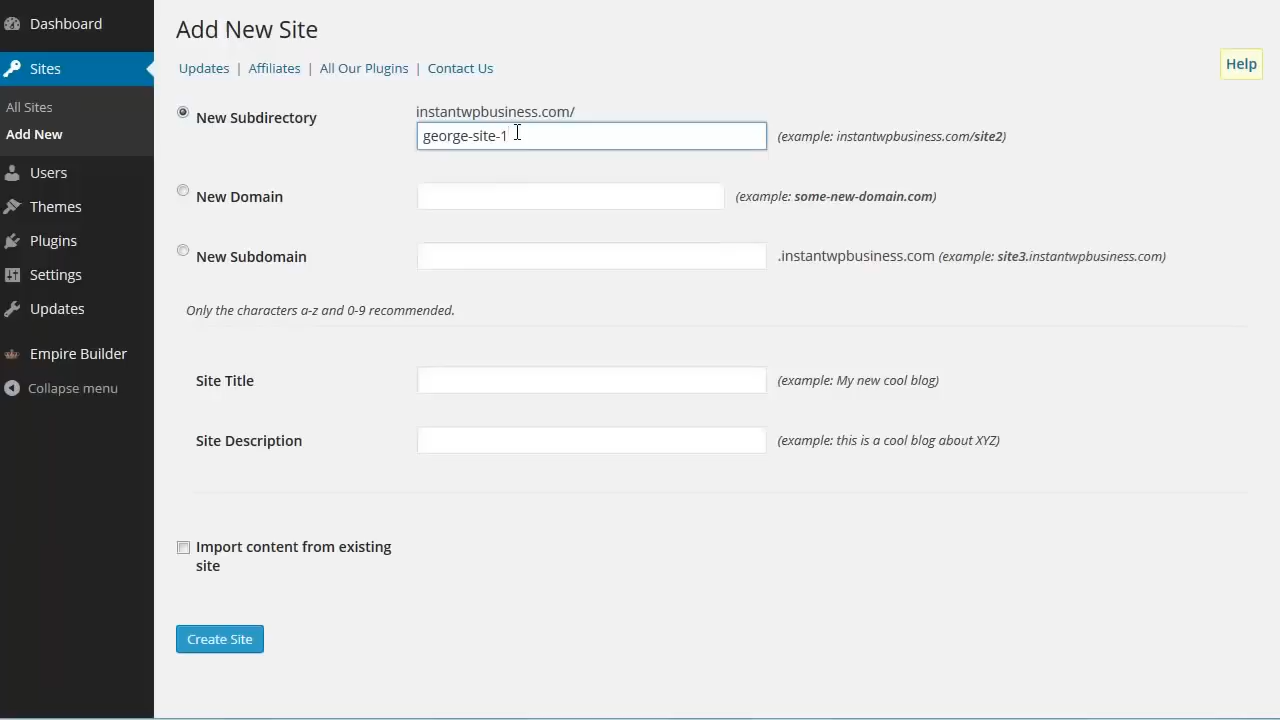 Dashboard
Sites
All Sites
Add New
Users
Themes
Plugins
Settings
Updates
Empire Builder
Collapse menu
Add New Site
Updates | Affiliates | All Our Plugins | Contact Us
Help
New Subdirectory
instantwpbusiness.com/
george-site-1
(example: instantwpbusiness.com/site2)
New Domain
(example: some-new-domain.com)
New Subdomain
.instantwpbusiness.com (example: site3.instantwpbusiness.com)
Only the characters a-z and 0-9 recommended.
Site Title
(example: My new cool blog)
Site Description
(example: this is a cool blog about XYZ)
Import content from existing
site
Create Site